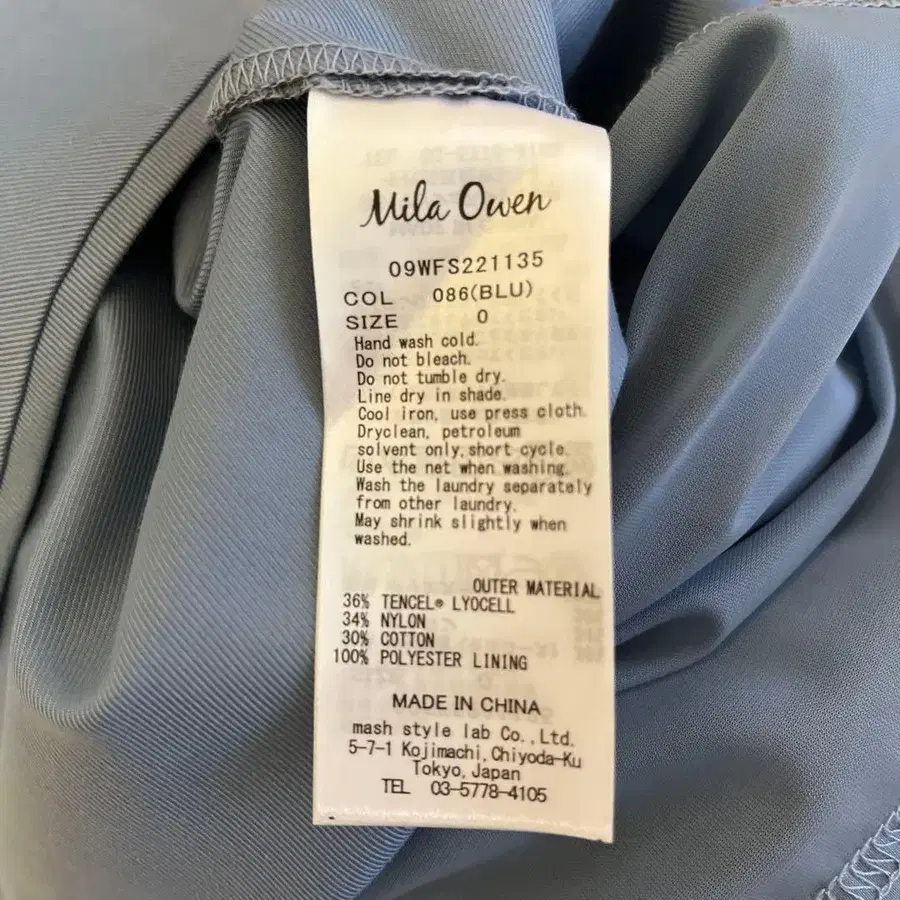 Mila Owen
09WFS221135
COL 086(BLU)
SIZE 0
Hand wash cold.
Do not bleach.
Do not tumble dry.
Line dry in shade.
Cool iron, use press cloth.
Dryclean, petroleum
solvent only, short cycle.
Use the net when washing.
Wash the laundry separately
from other laundry.
May shrink slightly when
washed.
OUTER MATERIAL
36% TENCEL® LYOCELL
34% NYLON
30% COTTON
100% POLYESTER LINING
MADE IN CHINA
mash style lab Co., Ltd.
5-7-1 Kojimachi, Chiyoda-Ku
Tokyo, Japan
TEL 03-5778-4105